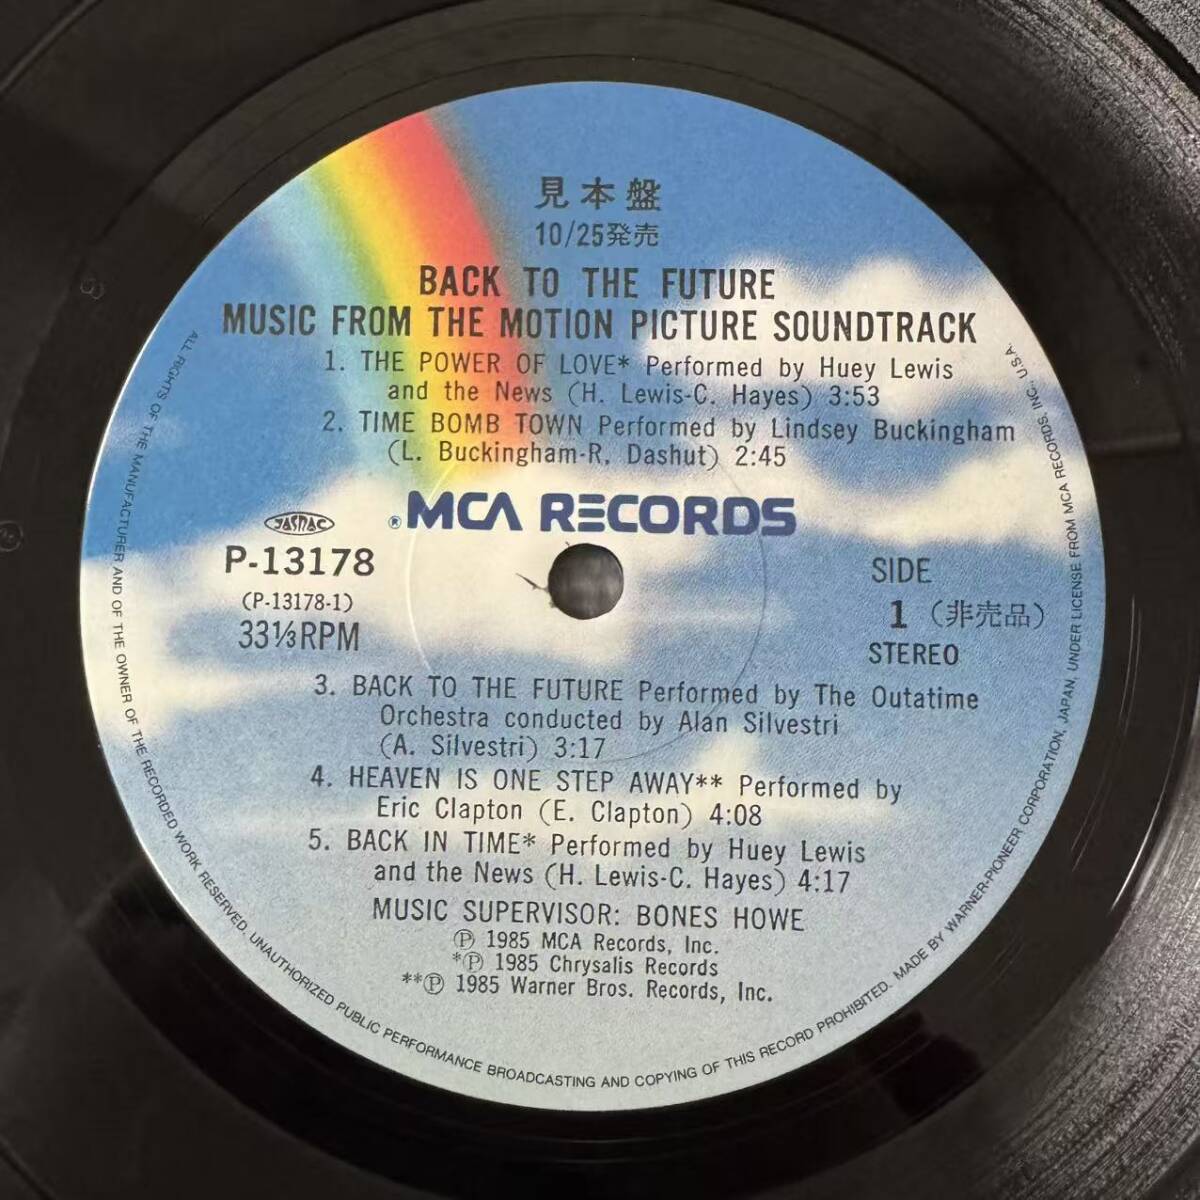 見本盤
10/25発売
BACK TO THE FUTURE
MUSIC FROM THE MOTION PICTURE SOUNDTRACK
1. THE POWER OF LOVE* Performed by Huey Lewis
and the News (H. Lewis-C. Hayes) 3:53
2. TIME BOMB TOWN Performed by Lindsey Buckingham
(L. Buckingham-R. Dashut) 2:45
® MCA RECORDS
JASRAC
P-13178
(P-13178-1)
33⅓RPM
SIDE
1 (非売品)
STEREO
3. BACK TO THE FUTURE Performed by The Outatime
Orchestra conducted by Alan Silvestri
(A. Silvestri) 3:17
4. HEAVEN IS ONE STEP AWAY** Performed by
Eric Clapton (E. Clapton) 4:08
5. BACK IN TIME* Performed by Huey Lewis
and the News (H. Lewis-C. Hayes) 4:17
MUSIC SUPERVISOR: BONES HOWE
Ⓟ 1985 MCA Records, Inc.
*Ⓟ 1985 Chrysalis Records
**Ⓟ 1985 Warner Bros. Records, Inc.
ALL RIGHTS OF THE MANUFACTURER AND OF THE OWNER OF THE RECORDED WORK RESERVED. UNAUTHORIZED PUBLIC PERFORMANCE BROADCASTING AND COPYING OF THIS RECORD PROHIBITED. MADE BY WARNER-PIONEER CORPORATION, JAPAN, UNDER LICENSE FROM MCA RECORDS, INC., U.S.A.